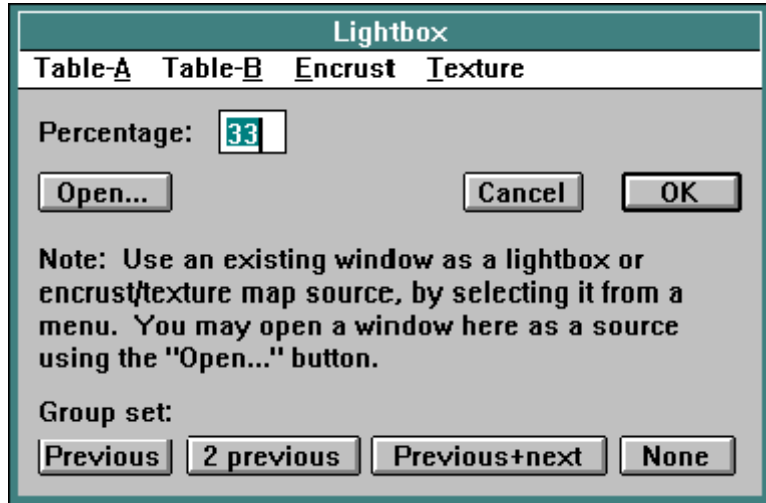 Lightbox
Table-A Table-B Encrust Texture
Percentage: 33
Open... Cancel OK
Note: Use an existing window as a lightbox or
encrust/texture map source, by selecting it from a
menu. You may open a window here as a source
using the "Open..." button.
Group set:
Previous 2 previous Previous+next None